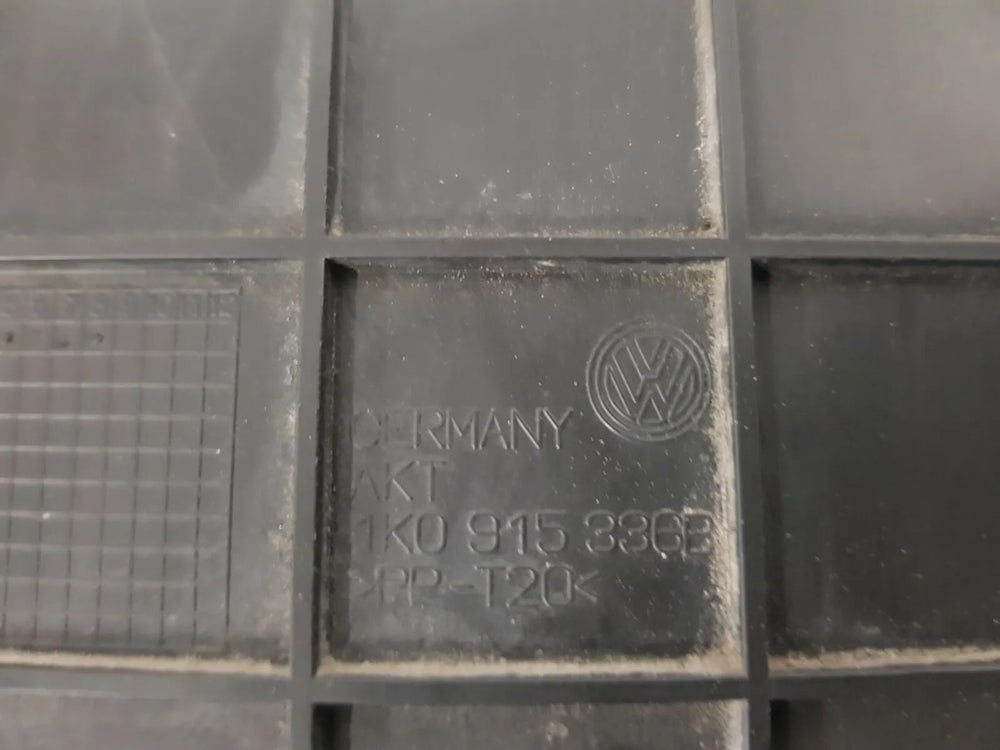 GERMANY
AKT
1K0 915 336B
>PP-T20<